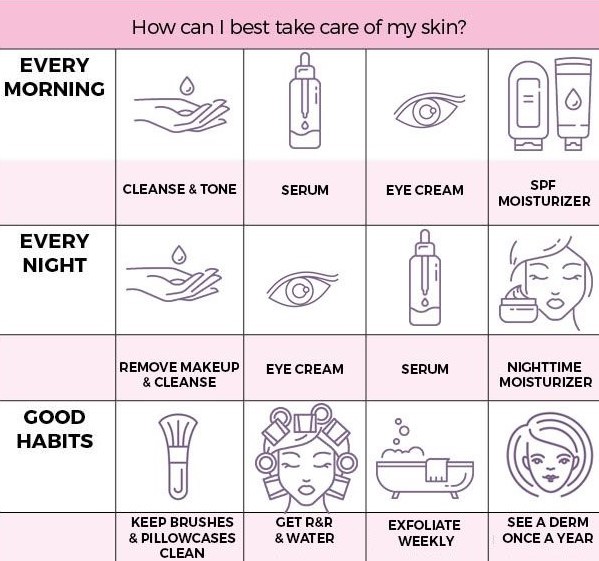 How can I best take care of my skin?
EVERY
MORNING
CLEANSE & TONE
SERUM
EYE CREAM
SPF
MOISTURIZER
EVERY
NIGHT
REMOVE MAKEUP
& CLEANSE
EYE CREAM
SERUM
NIGHTTIME
MOISTURIZER
GOOD
HABITS
KEEP BRUSHES
& PILLOWCASES
CLEAN
GET R&R
& WATER
EXFOLIATE
WEEKLY
SEE A DERM
ONCE A YEAR